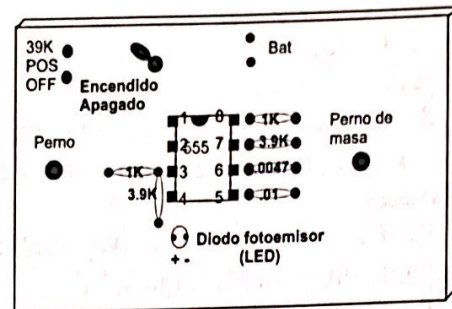 39K
POS
OFF
Encendido
Apagado
Bat
Perno
Perno de
masa
1 8 1K
2 555 7 3.9K
1K 3 6 .0047
3.9K 4 5 .01
Diodo fotoemisor
+ - (LED)